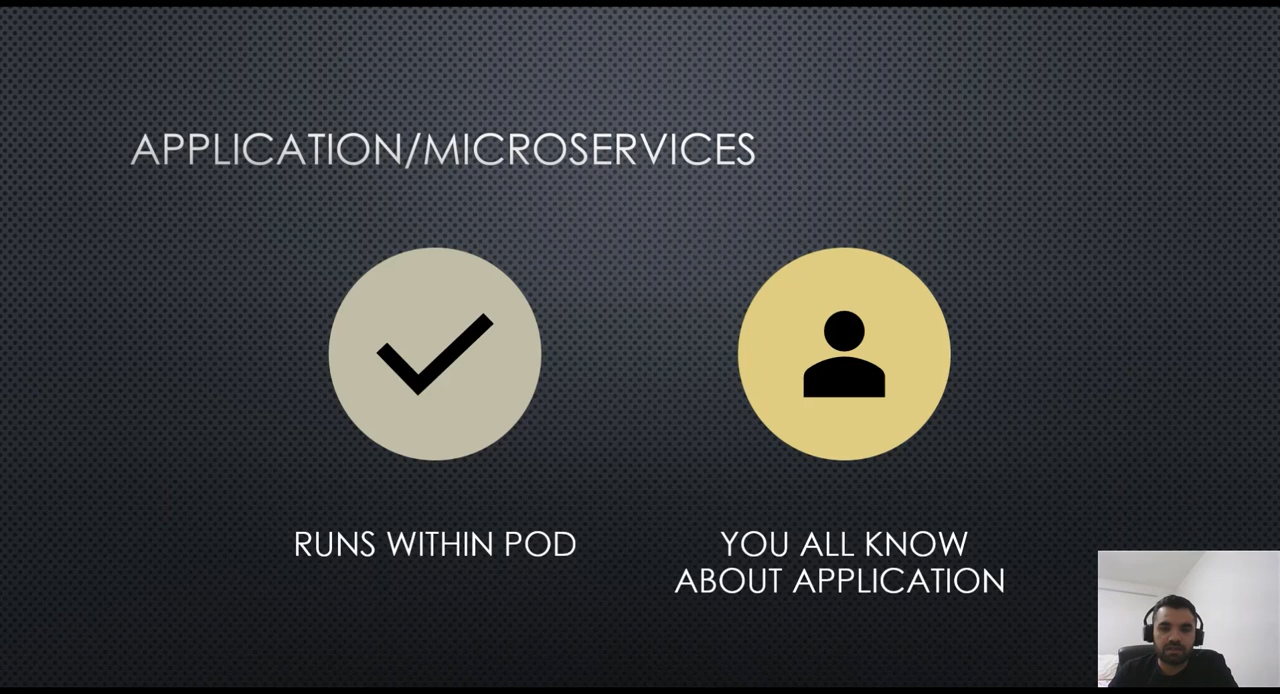 APPLICATION/MICROSERVICES
RUNS WITHIN POD
YOU ALL KNOW
ABOUT APPLICATION